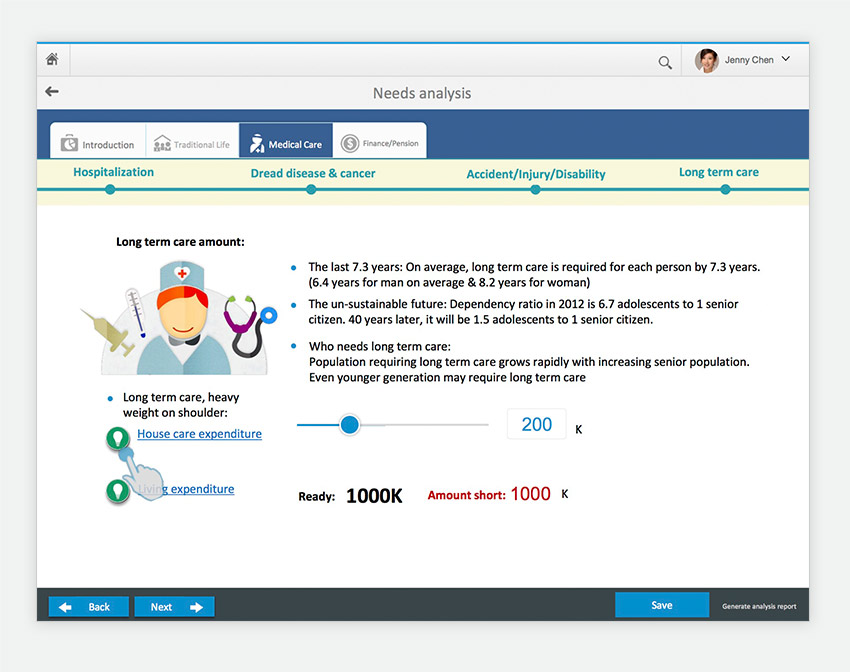 Jenny Chen
Needs analysis
Introduction
Traditional Life
Medical Care
Finance/Pension
Hospitalization
Dread disease & cancer
Accident/Injury/Disability
Long term care
Long term care amount:
The last 7.3 years: On average, long term care is required for each person by 7.3 years.
(6.4 years for man on average & 8.2 years for woman)
The un-sustainable future: Dependency ratio in 2012 is 6.7 adolescents to 1 senior
citizen. 40 years later, it will be 1.5 adolescents to 1 senior citizen.
Who needs long term care:
Population requiring long term care grows rapidly with increasing senior population.
Even younger generation may require long term care
Long term care, heavy
weight on shoulder:
House care expenditure
200 K
Living expenditure
Ready: 1000K
Amount short: 1000 K
Back
Next
Save
Generate analysis report